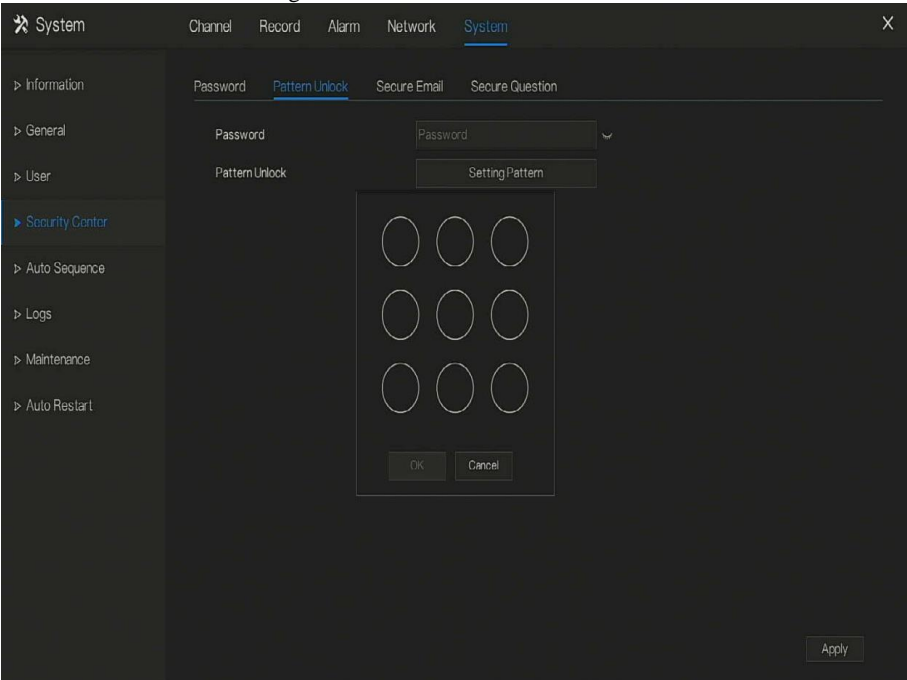 System Channel Record Alarm Network System X
Information
General
User
Security Center
Auto Sequence
Logs
Maintenance
Auto Restart
Password Pattern Unlock Secure Email Secure Question
Password Password
Pattern Unlock Setting Pattern
OK Cancel
Apply